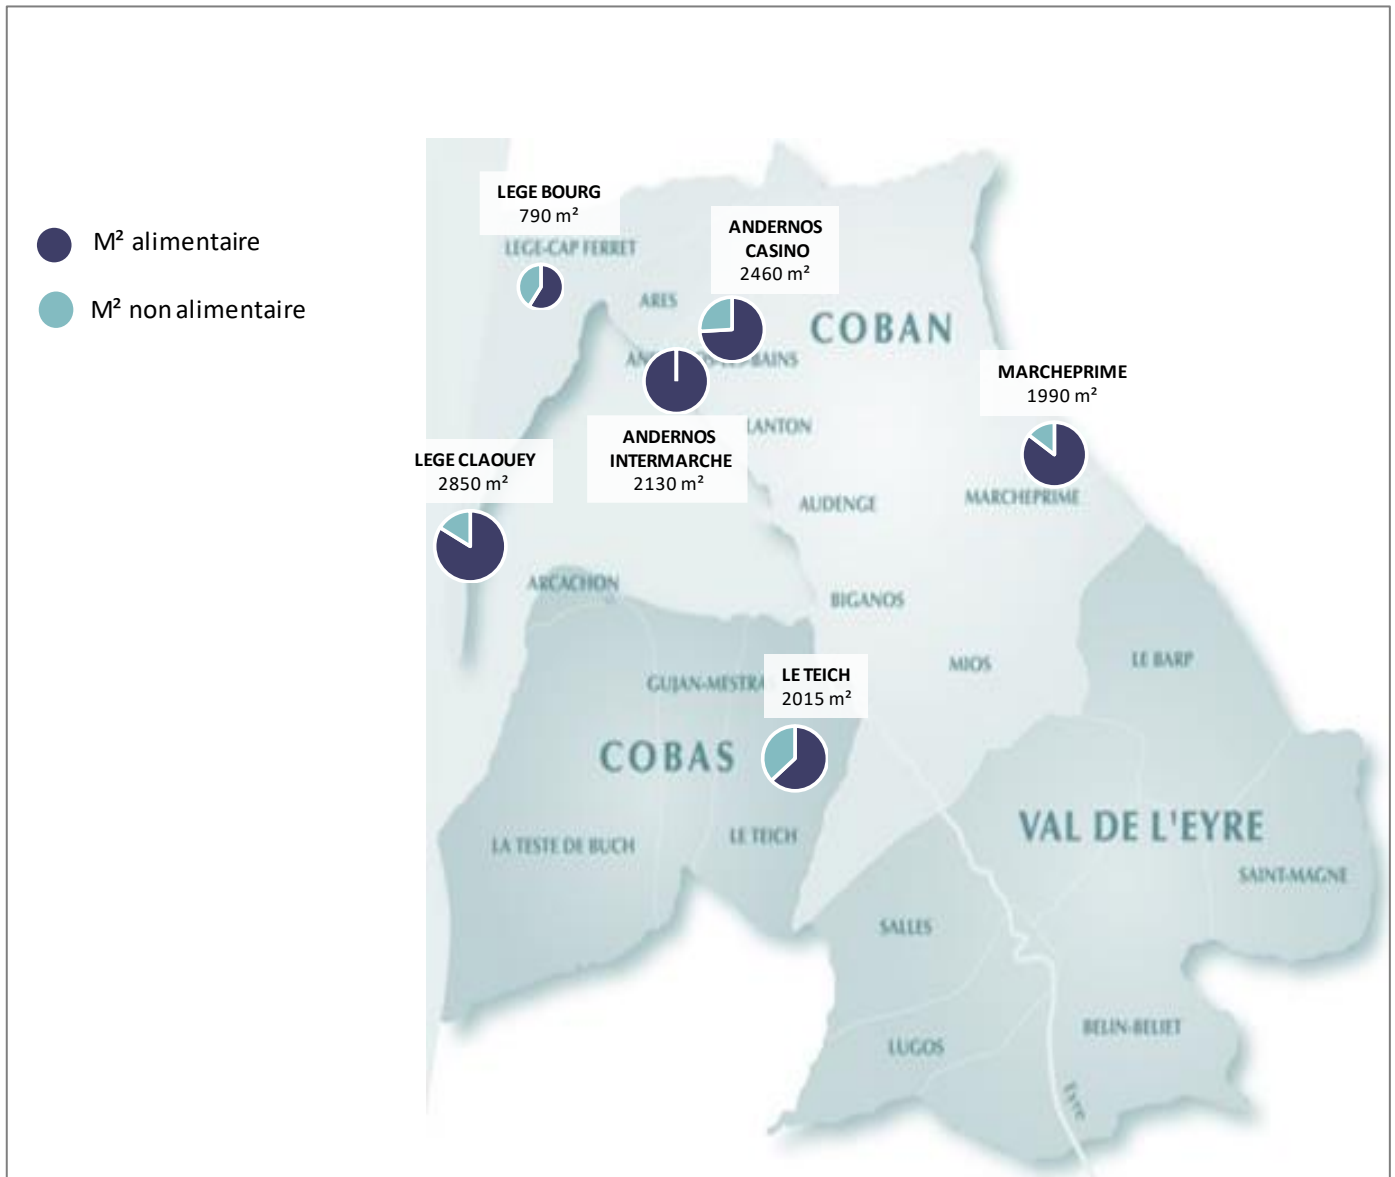 M² alimentaire
M² non alimentaire
LEGE BOURG
790 m²
LEGE-CAP FERRET
ANDERNOS
CASINO
2460 m²
ARES
COBAN
MARCHEPRIME
1990 m²
ANDERNOS
INTERMARCHE
2130 m²
LANTON
LEGE CLAOUEY
2850 m²
AUDENGE
MARCHEPRIME
ARCACHON
BIGANOS
MIOS
LE BARP
GUJAN-MESTRA
LE TEICH
2015 m²
COBAS
VAL DE L'EYRE
LA TESTE DE BUCH
LE TEICH
SAINT-MAGNE
SALLES
BELIN-BELIET
LUGOS
Eyre